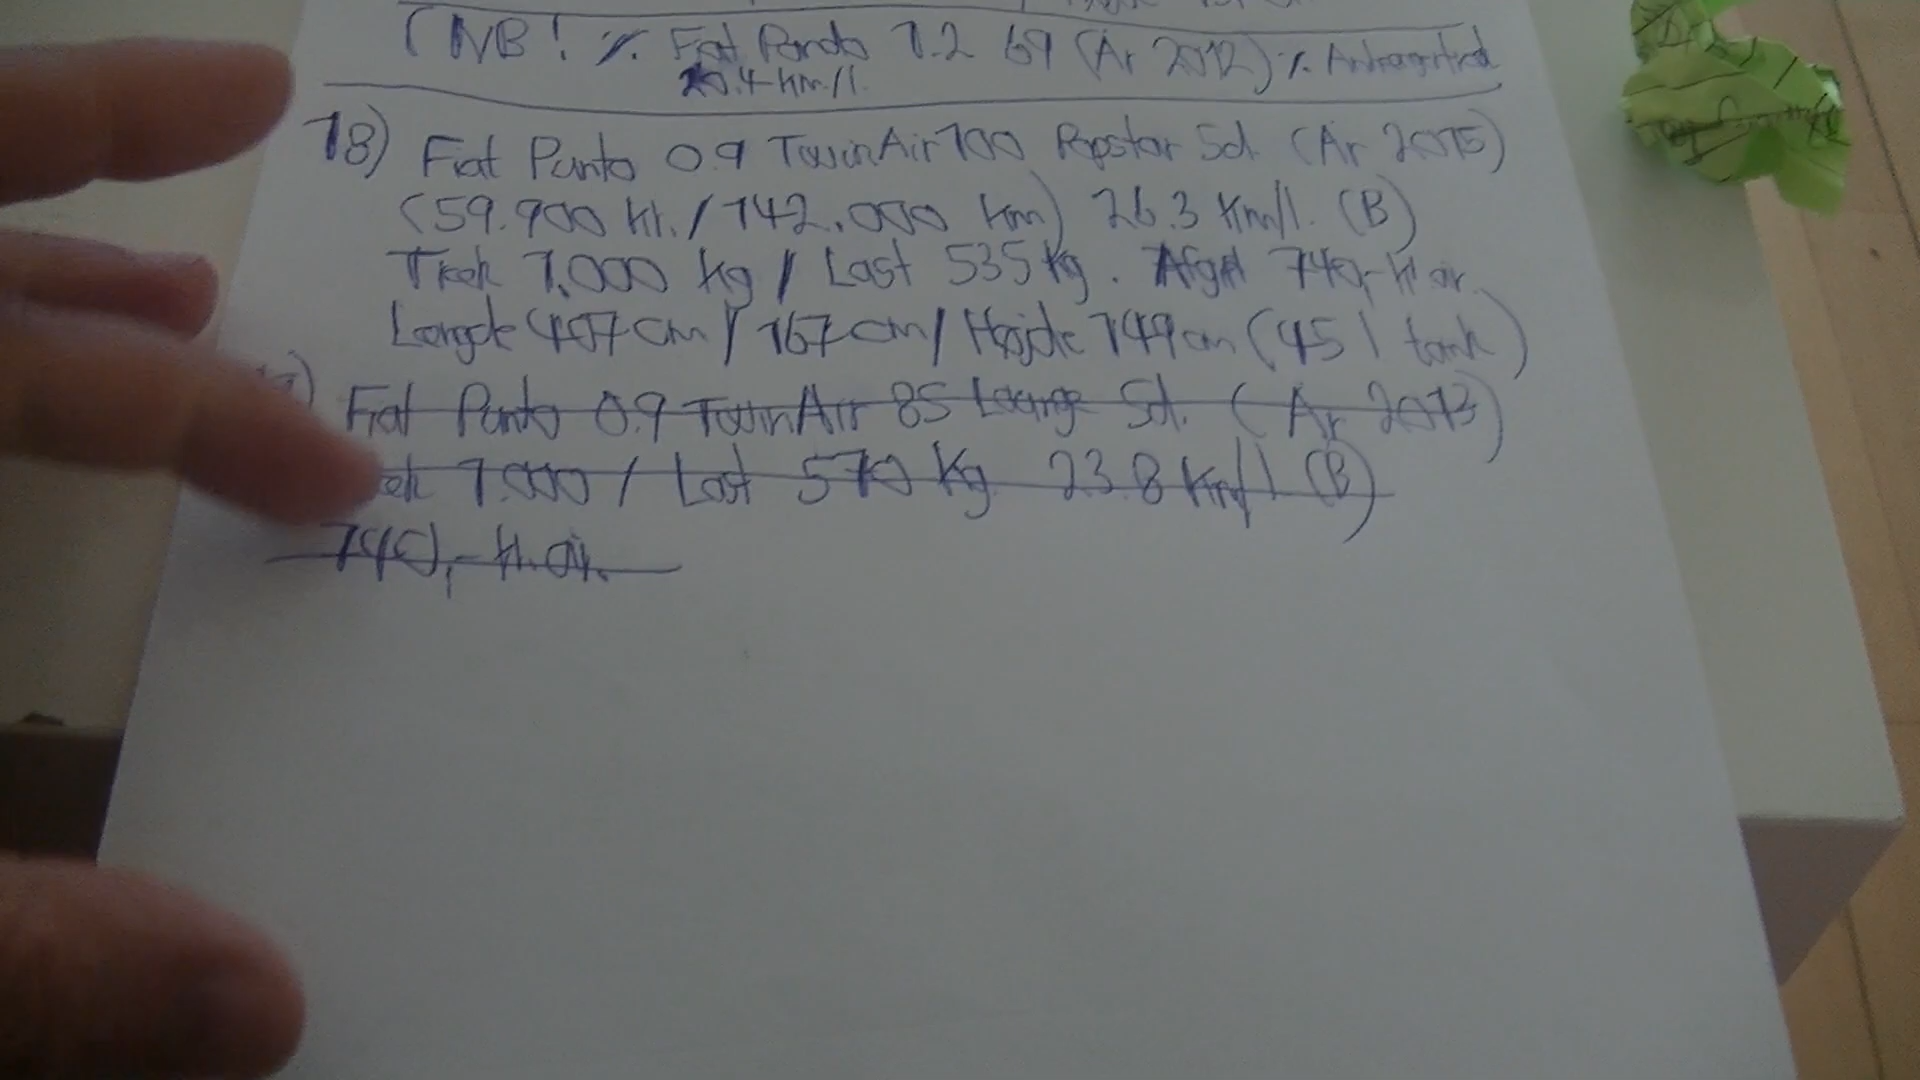 (NB! ٪ Fiat Punto 1.2 69 (År 2012) ٪ Anhængertræk
20.4 km/l.
18) Fiat Punto 0.9 TwinAir 100 Popstar 5d. (År 2015)
(59.900 kr. / 142.000 km) 26.3 Km/l. (B)
Træk 1.000 kg / Last 535 kg. Afgift 740,- kr år.
Længde 407 cm / 167 cm / Højde 149 cm (45 l tank)
Fiat Punto 0.9 TwinAir 85 Lounge 5d. (År 2013)
1.000 / Last 570 Kg 23.8 Km/l (B)
740,- kr. år.